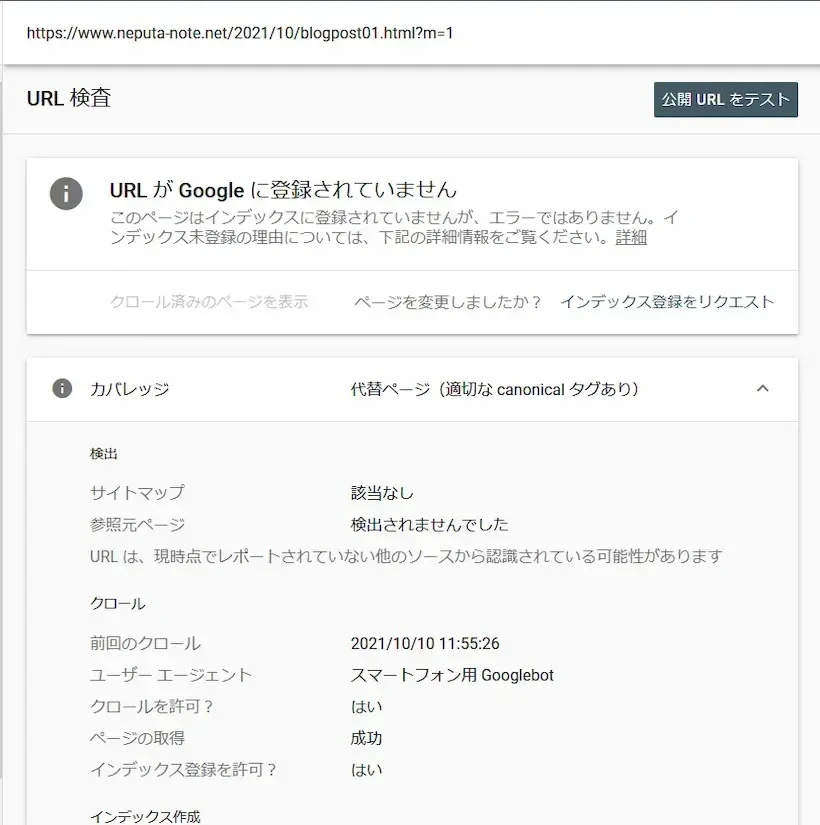 https://www.neputa-note.net/2021/10/blogpost01.html?m=1
URL 検査
公開 URL をテスト
URL が Google に登録されていません
このページはインデックスに登録されていませんが、エラーではありません。イ
ンデックス未登録の理由については、下記の詳細情報をご覧ください。詳細
クロール済みのページを表示 ページを変更しましたか？ インデックス登録をリクエスト
カバレッジ 代替ページ（適切な canonical タグあり）
検出
サイトマップ 該当なし
参照元ページ 検出されませんでした
URL は、現時点でレポートされていない他のソースから認識されている可能性があります
クロール
前回のクロール 2021/10/10 11:55:26
ユーザー エージェント スマートフォン用 Googlebot
クロールを許可？ はい
ページの取得 成功
インデックス登録を許可？ はい
インデックス作成